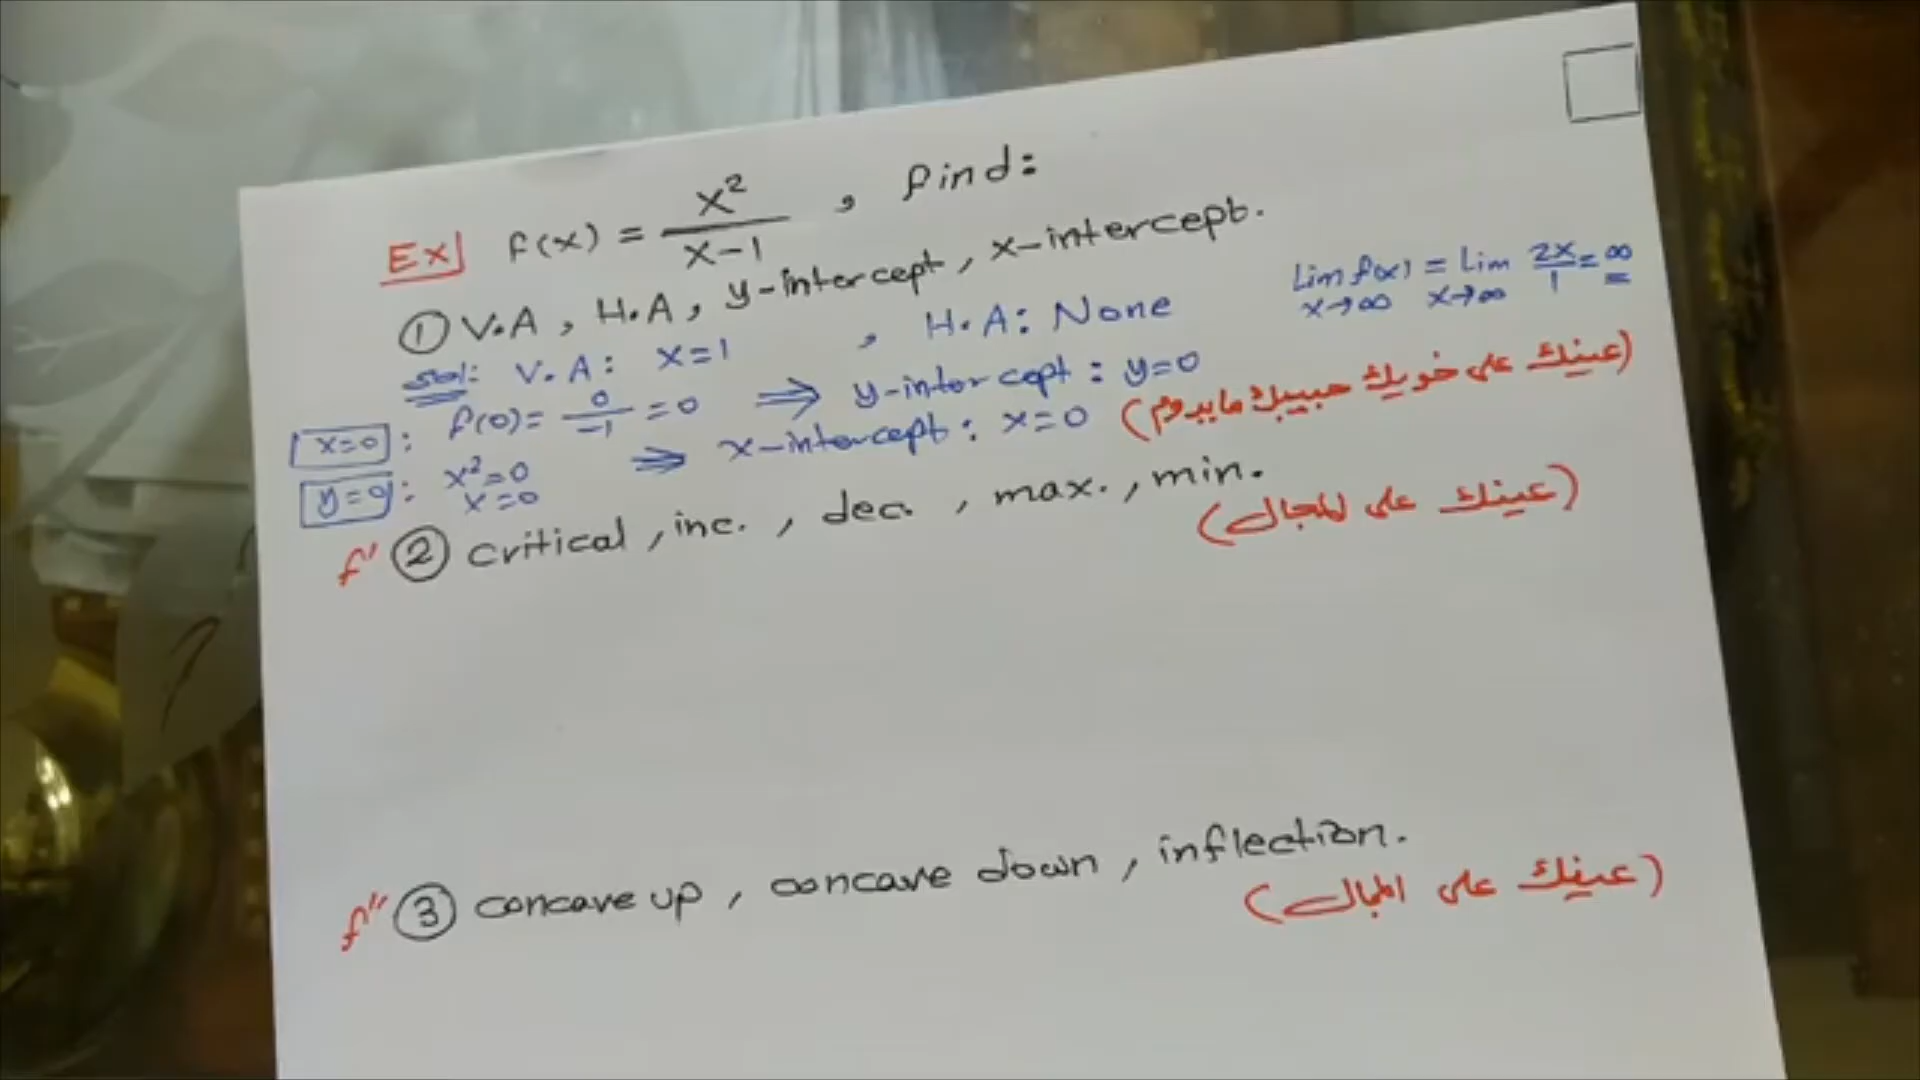 Ex] f(x) = x²/(x-1) , find:
① V.A , H.A , y-intercept , x-intercept.
Sol: V.A: x=1 , H.A: None
Lim f(x) = Lim 2x/1 = ∞
x→∞ x→∞
x=0 : f(0) = 0/-1 = 0 ⇒ y-intercept : y=0
y=0 : x²=0 ⇒ x-intercept : x=0 (عينك على خويك حبيبك ما يدوم)
x=0
f' ② critical , inc. , dec. , max. , min.
(عينك على المجال)
f'' ③ concave up , concave down , inflection.
(عينك على المجال)